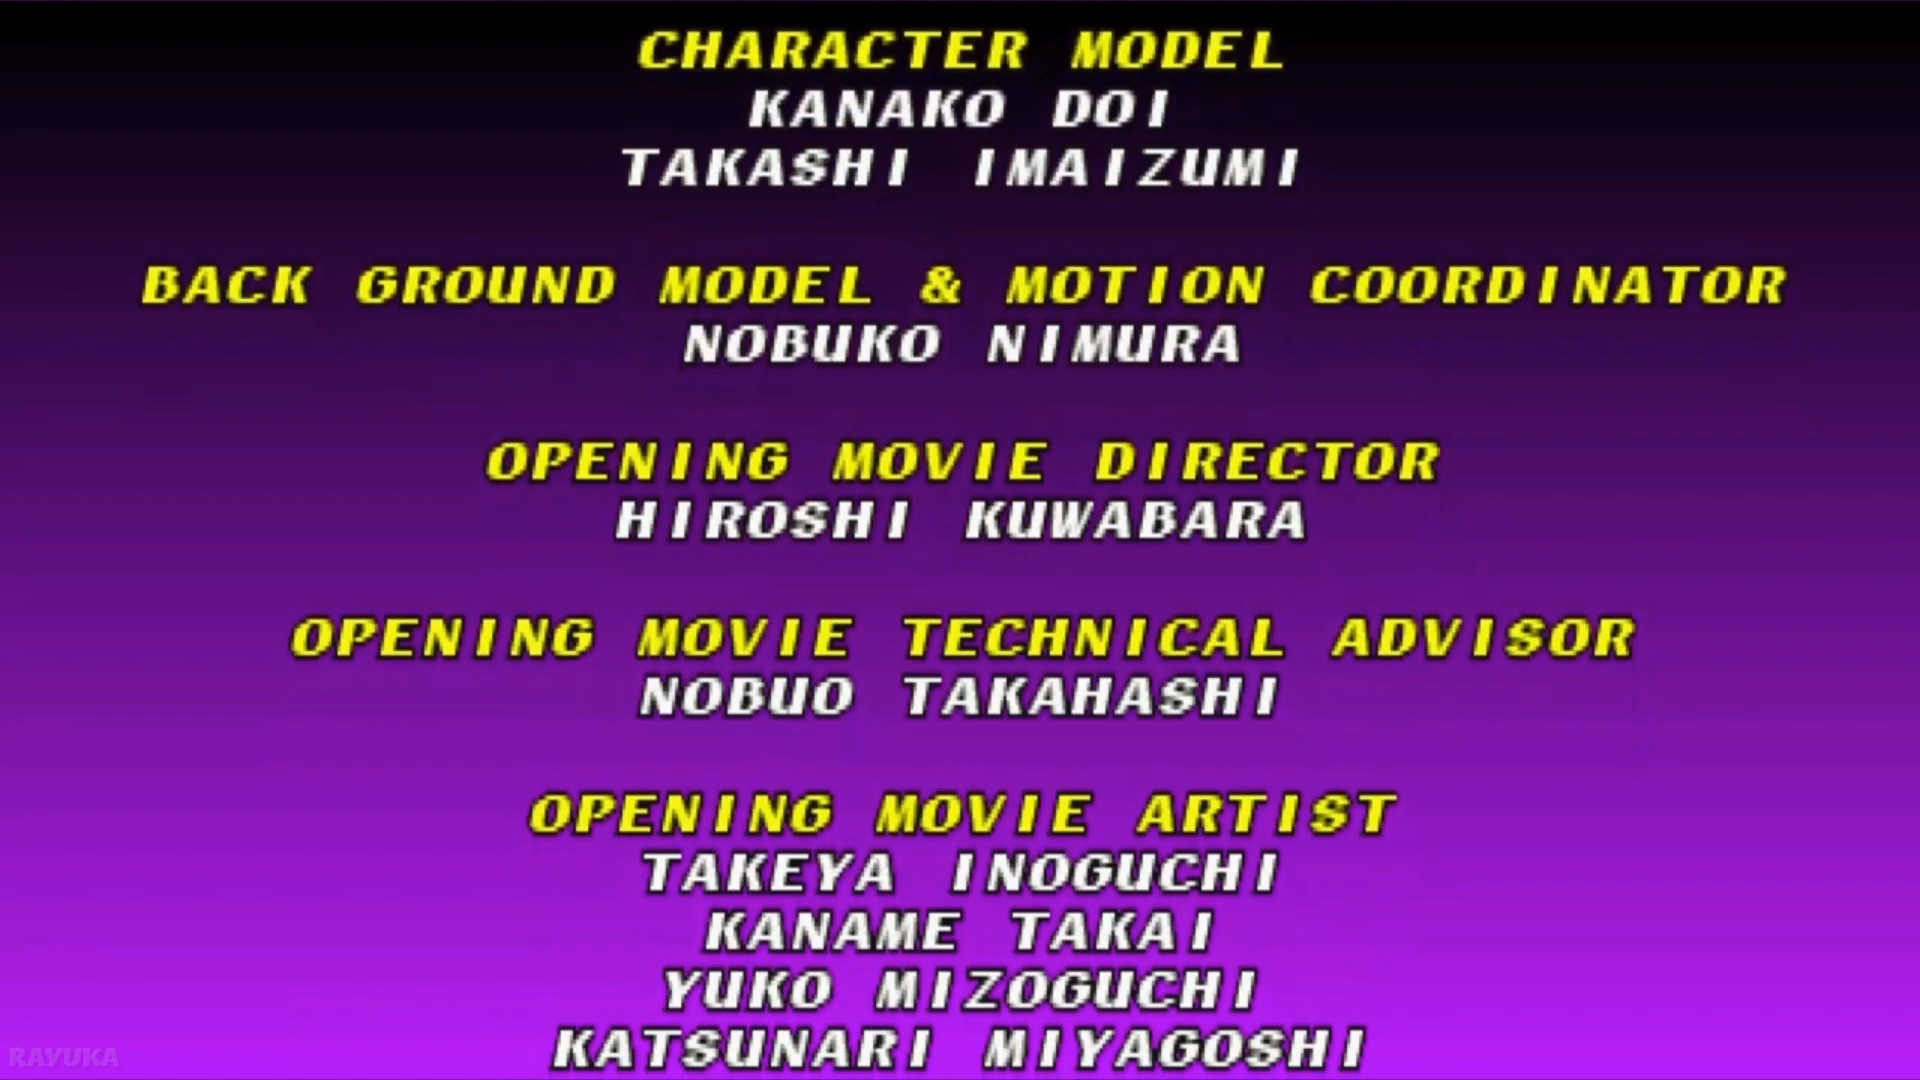 CHARACTER MODEL
KANAKO DOI
TAKASHI IMAIZUMI
BACK GROUND MODEL & MOTION COORDINATOR
NOBUKO NIMURA
OPENING MOVIE DIRECTOR
HIROSHI KUWABARA
OPENING MOVIE TECHNICAL ADVISOR
NOBUO TAKAHASHI
OPENING MOVIE ARTIST
TAKEYA INOGUCHI
KANAME TAKAI
YUKO MIZOGUCHI
KATSUNARI MIYAGOSHI
RAYUKA